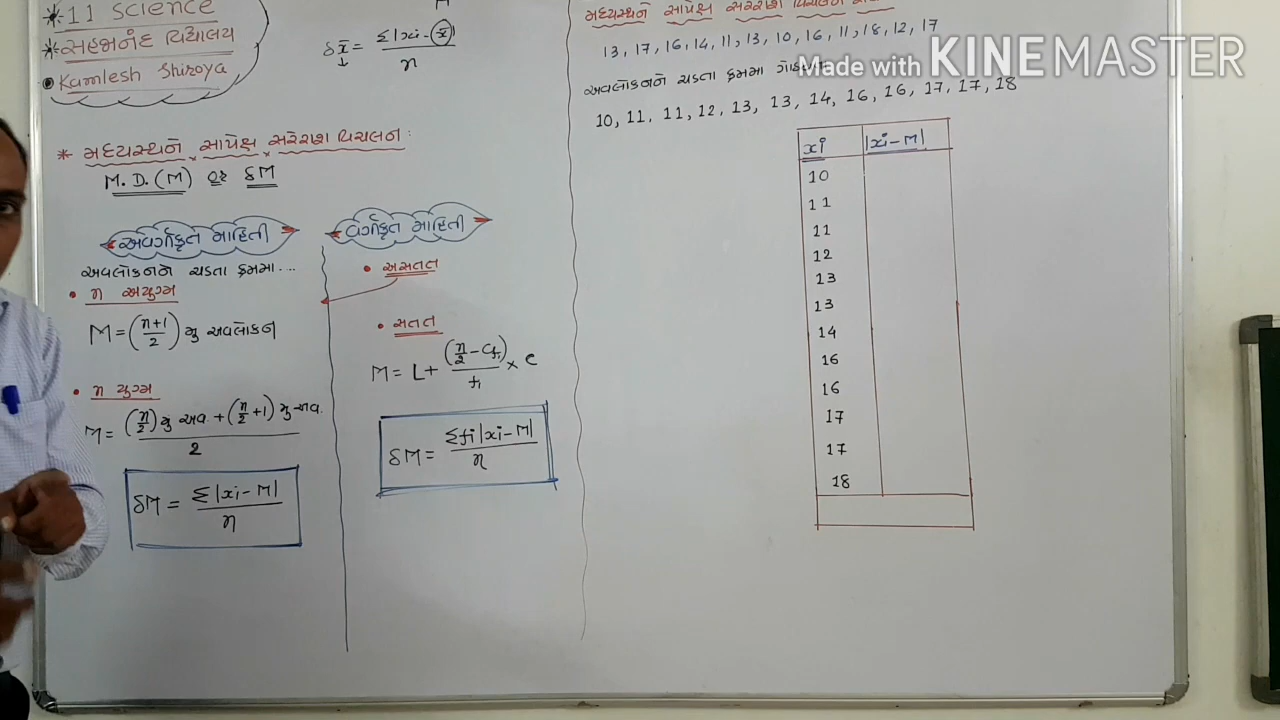 * 11 Science
* સહજાનંદ વિદ્યાલય
• Kamlesh Shiroya
δx̄ = Σ|xi-(x̄)|
n
* મધ્યસ્થને સાપેક્ષ સરેરાશ વિચલન:
M.D.(M) or δM
અવર્ગીકૃત માહિતી
અવલોકનને ચડતા ક્રમમાં...
• n અયુગ્મ
M = (n+1/2) મુ અવલોકન
• n યુગ્મ
M = (n/2) મું અવ. + (n/2 + 1) મુ અવ.
2
δM = Σ|xi-M|
n
વર્ગીકૃત માહિતી
• અસતત
• સતત
M = L + (n/2 - cf) / f × c
δM = Σfi|xi-M|
n
મધ્યસ્થને સાપેક્ષ સરેરાશ વિચલન
13, 17, 16, 14, 11, 13, 10, 16, 11, 18, 12, 17
Made with KINEMASTER
અવલોકનને ચડતા ક્રમમાં
10, 11, 11, 12, 13, 13, 14, 16, 16, 17, 17, 18
xi |xi-M|
10
11
11
12
13
13
14
16
16
17
17
18